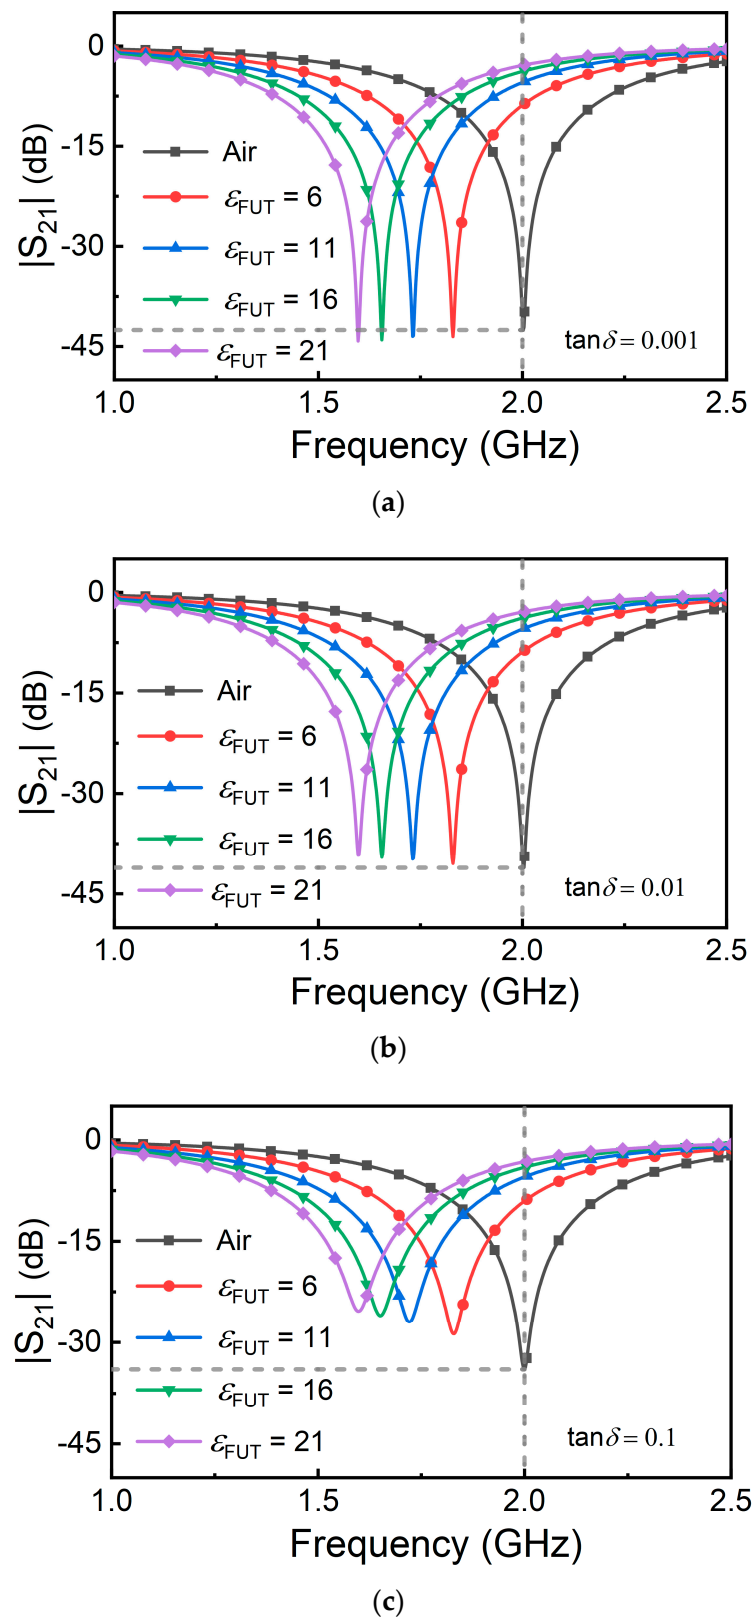 |S21| (dB)
0
-15
-30
-45
Air
εFUT = 6
εFUT = 11
εFUT = 16
εFUT = 21
tanδ = 0.001
1.0 1.5 2.0 2.5
Frequency (GHz)
(a)
|S21| (dB)
0
-15
-30
-45
Air
εFUT = 6
εFUT = 11
εFUT = 16
εFUT = 21
tanδ = 0.01
1.0 1.5 2.0 2.5
Frequency (GHz)
(b)
|S21| (dB)
0
-15
-30
-45
Air
εFUT = 6
εFUT = 11
εFUT = 16
εFUT = 21
tanδ = 0.1
1.0 1.5 2.0 2.5
Frequency (GHz)
(c)